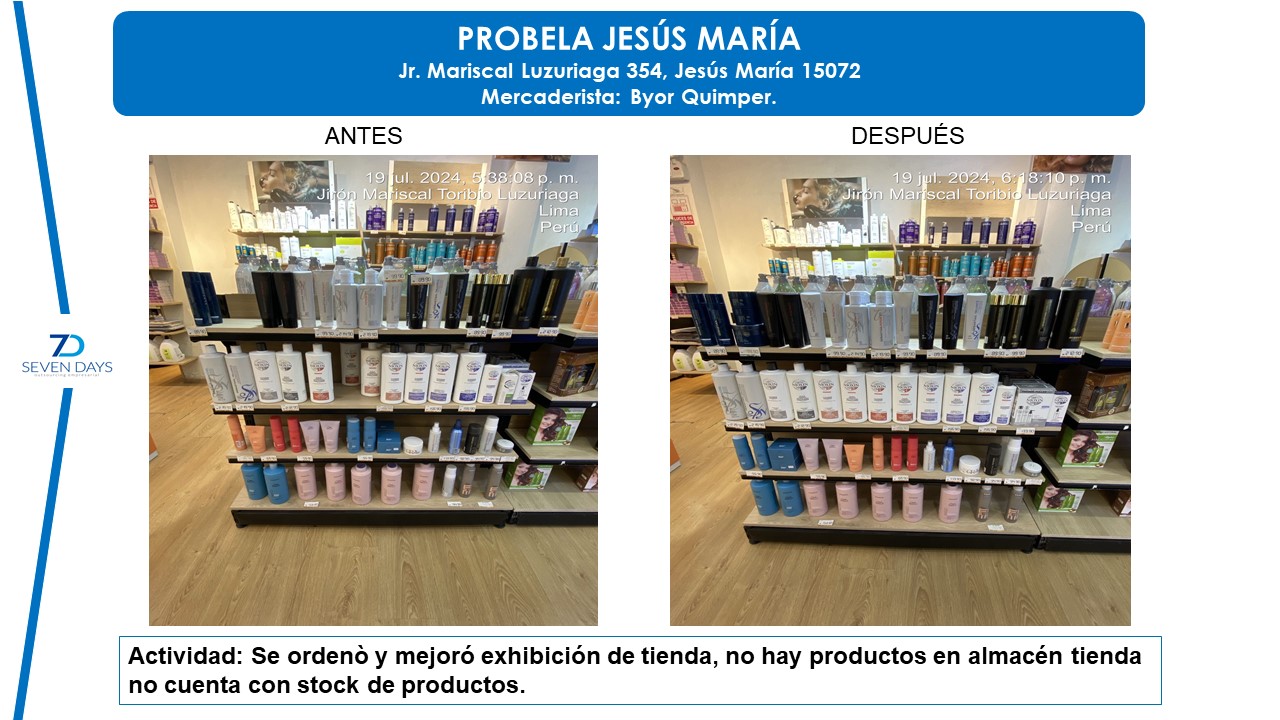 PROBELA JESÚS MARÍA
Jr. Mariscal Luzuriaga 354, Jesús María 15072
Mercaderista: Byor Quimper.
ANTES
DESPUÉS
19 jul. 2024, 5:38:08 p. m.
Jirón Mariscal Toribio Luzuriaga
Lima
Perú
19 jul. 2024, 6:18:10 p. m.
Jirón Mariscal Toribio Luzuriaga
Lima
Perú
7D
SEVEN DAYS
outsourcing empresarial
Actividad: Se ordenò y mejoró exhibición de tienda, no hay productos en almacén tienda
no cuenta con stock de productos.